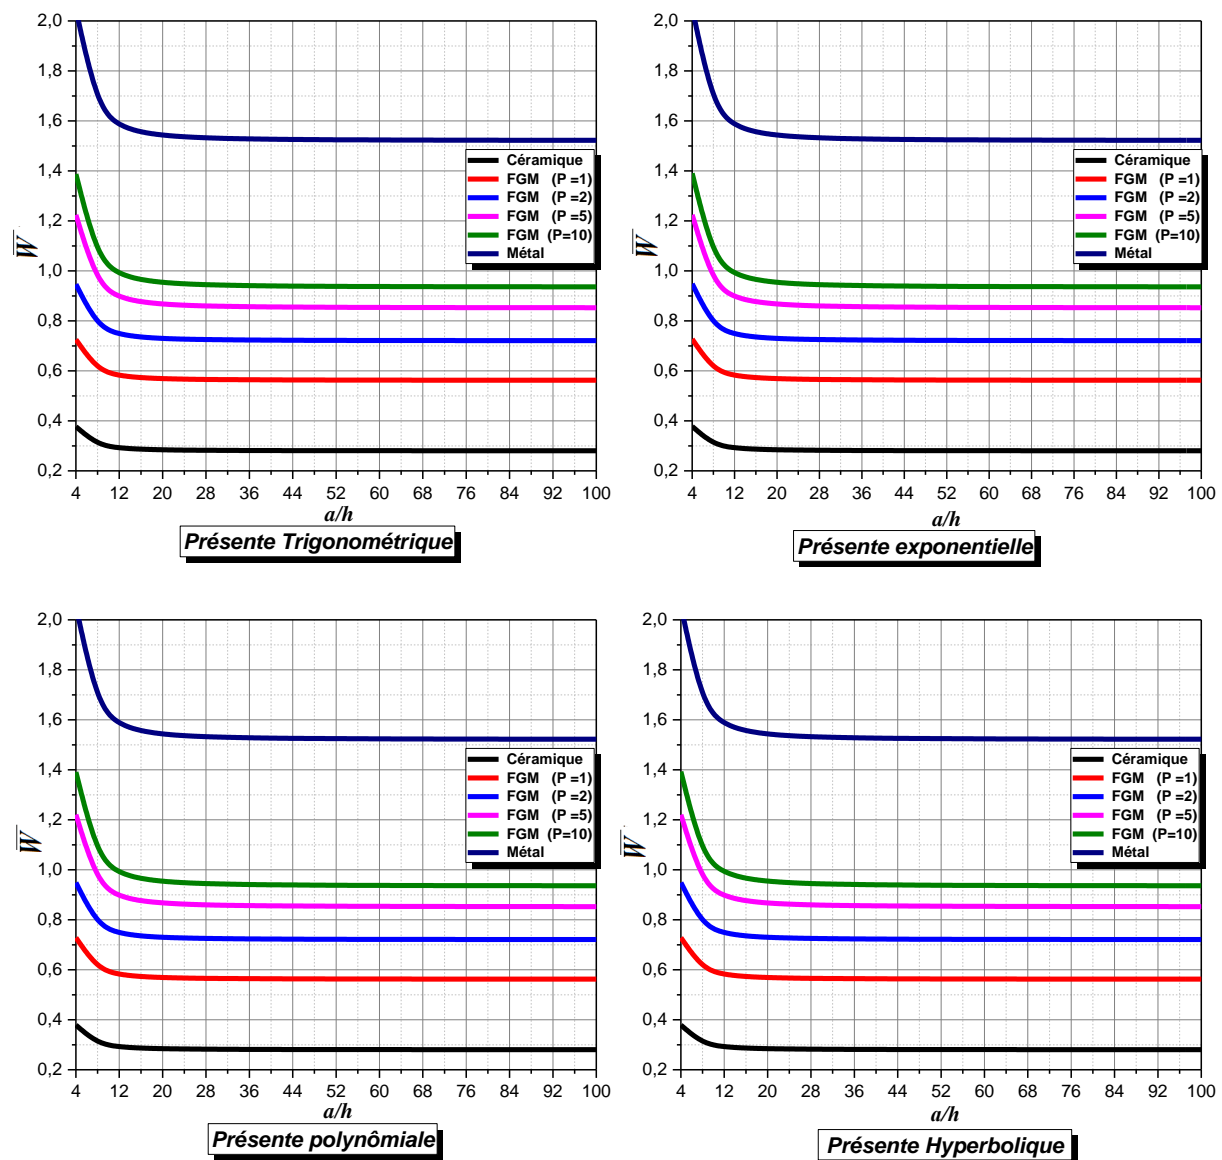 2,0
1,8
1,6
1,4
1,2
1,0
0,8
0,6
0,4
0,2
W
Céramique
FGM (P =1)
FGM (P =2)
FGM (P =5)
FGM (P=10)
Métal
4 12 20 28 36 44 52 60 68 76 84 92 100
a/h
Présente Trigonométrique
2,0
1,8
1,6
1,4
1,2
1,0
0,8
0,6
0,4
0,2
W
Céramique
FGM (P =1)
FGM (P =2)
FGM (P =5)
FGM (P=10)
Métal
4 12 20 28 36 44 52 60 68 76 84 92 100
a/h
Présente exponentielle
2,0
1,8
1,6
1,4
1,2
1,0
0,8
0,6
0,4
0,2
W
Céramique
FGM (P =1)
FGM (P =2)
FGM (P =5)
FGM (P=10)
Métal
4 12 20 28 36 44 52 60 68 76 84 92 100
a/h
Présente polynômiale
2,0
1,8
1,6
1,4
1,2
1,0
0,8
0,6
0,4
0,2
W
Céramique
FGM (P =1)
FGM (P =2)
FGM (P =5)
FGM (P=10)
Métal
4 12 20 28 36 44 52 60 68 76 84 92 100
a/h
Présente Hyperbolique